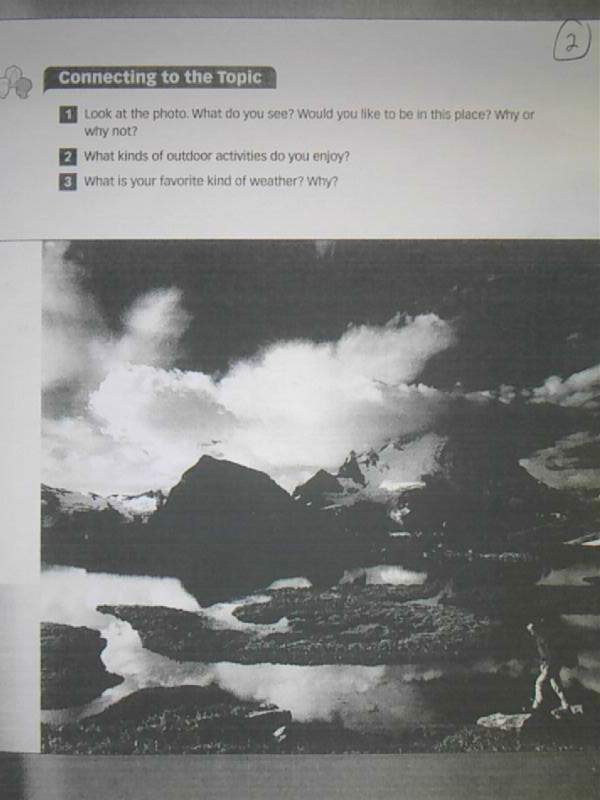 2
Connecting to the Topic
1 Look at the photo. What do you see? Would you like to be in this place? Why or
why not?
2 What kinds of outdoor activities do you enjoy?
3 What is your favorite kind of weather? Why?